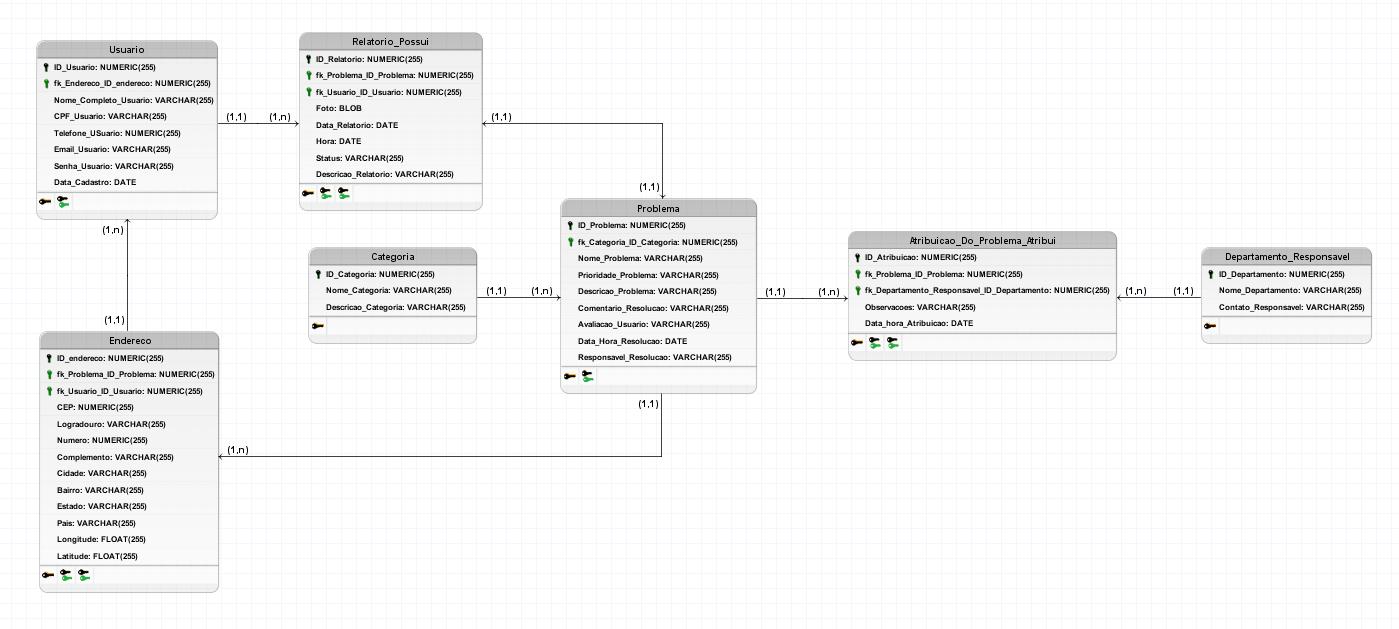 Usuario
ID_Usuario: NUMERIC(255)
fk_Endereco_ID_endereco: NUMERIC(255)
Nome_Completo_Usuario: VARCHAR(255)
CPF_Usuario: VARCHAR(255)
Telefone_USuario: NUMERIC(255)
Email_Usuario: VARCHAR(255)
Senha_Usuario: VARCHAR(255)
Data_Cadastro: DATE
(1,1)
(1,n)
Relatorio_Possui
ID_Relatorio: NUMERIC(255)
fk_Problema_ID_Problema: NUMERIC(255)
fk_Usuario_ID_Usuario: NUMERIC(255)
Foto: BLOB
Data_Relatorio: DATE
Hora: DATE
Status: VARCHAR(255)
Descricao_Relatorio: VARCHAR(255)
(1,1)
(1,1)
Problema
ID_Problema: NUMERIC(255)
fk_Categoria_ID_Categoria: NUMERIC(255)
Nome_Problema: VARCHAR(255)
Prioridade_Problema: VARCHAR(255)
Descricao_Problema: VARCHAR(255)
Comentario_Resolucao: VARCHAR(255)
Avaliacao_Usuario: VARCHAR(255)
Data_Hora_Resolucao: DATE
Responsavel_Resolucao: VARCHAR(255)
Categoria
ID_Categoria: NUMERIC(255)
Nome_Categoria: VARCHAR(255)
Descricao_Categoria: VARCHAR(255)
(1,1)
(1,n)
(1,1)
(1,n)
Atribuicao_Do_Problema_Atribui
ID_Atribuicao: NUMERIC(255)
fk_Problema_ID_Problema: NUMERIC(255)
fk_Departamento_Responsavel_ID_Departamento: NUMERIC(255)
Observacoes: VARCHAR(255)
Data_hora_Atribuicao: DATE
(1,n)
(1,1)
Departamento_Responsavel
ID_Departamento: NUMERIC(255)
Nome_Departamento: VARCHAR(255)
Contato_Responsavel: VARCHAR(255)
(1,n)
(1,1)
Endereco
ID_endereco: NUMERIC(255)
fk_Problema_ID_Problema: NUMERIC(255)
fk_Usuario_ID_Usuario: NUMERIC(255)
CEP: NUMERIC(255)
Logradouro: VARCHAR(255)
Numero: NUMERIC(255)
Complemento: VARCHAR(255)
Cidade: VARCHAR(255)
Bairro: VARCHAR(255)
Estado: VARCHAR(255)
Pais: VARCHAR(255)
Longitude: FLOAT(255)
Latitude: FLOAT(255)
(1,1)
(1,n)